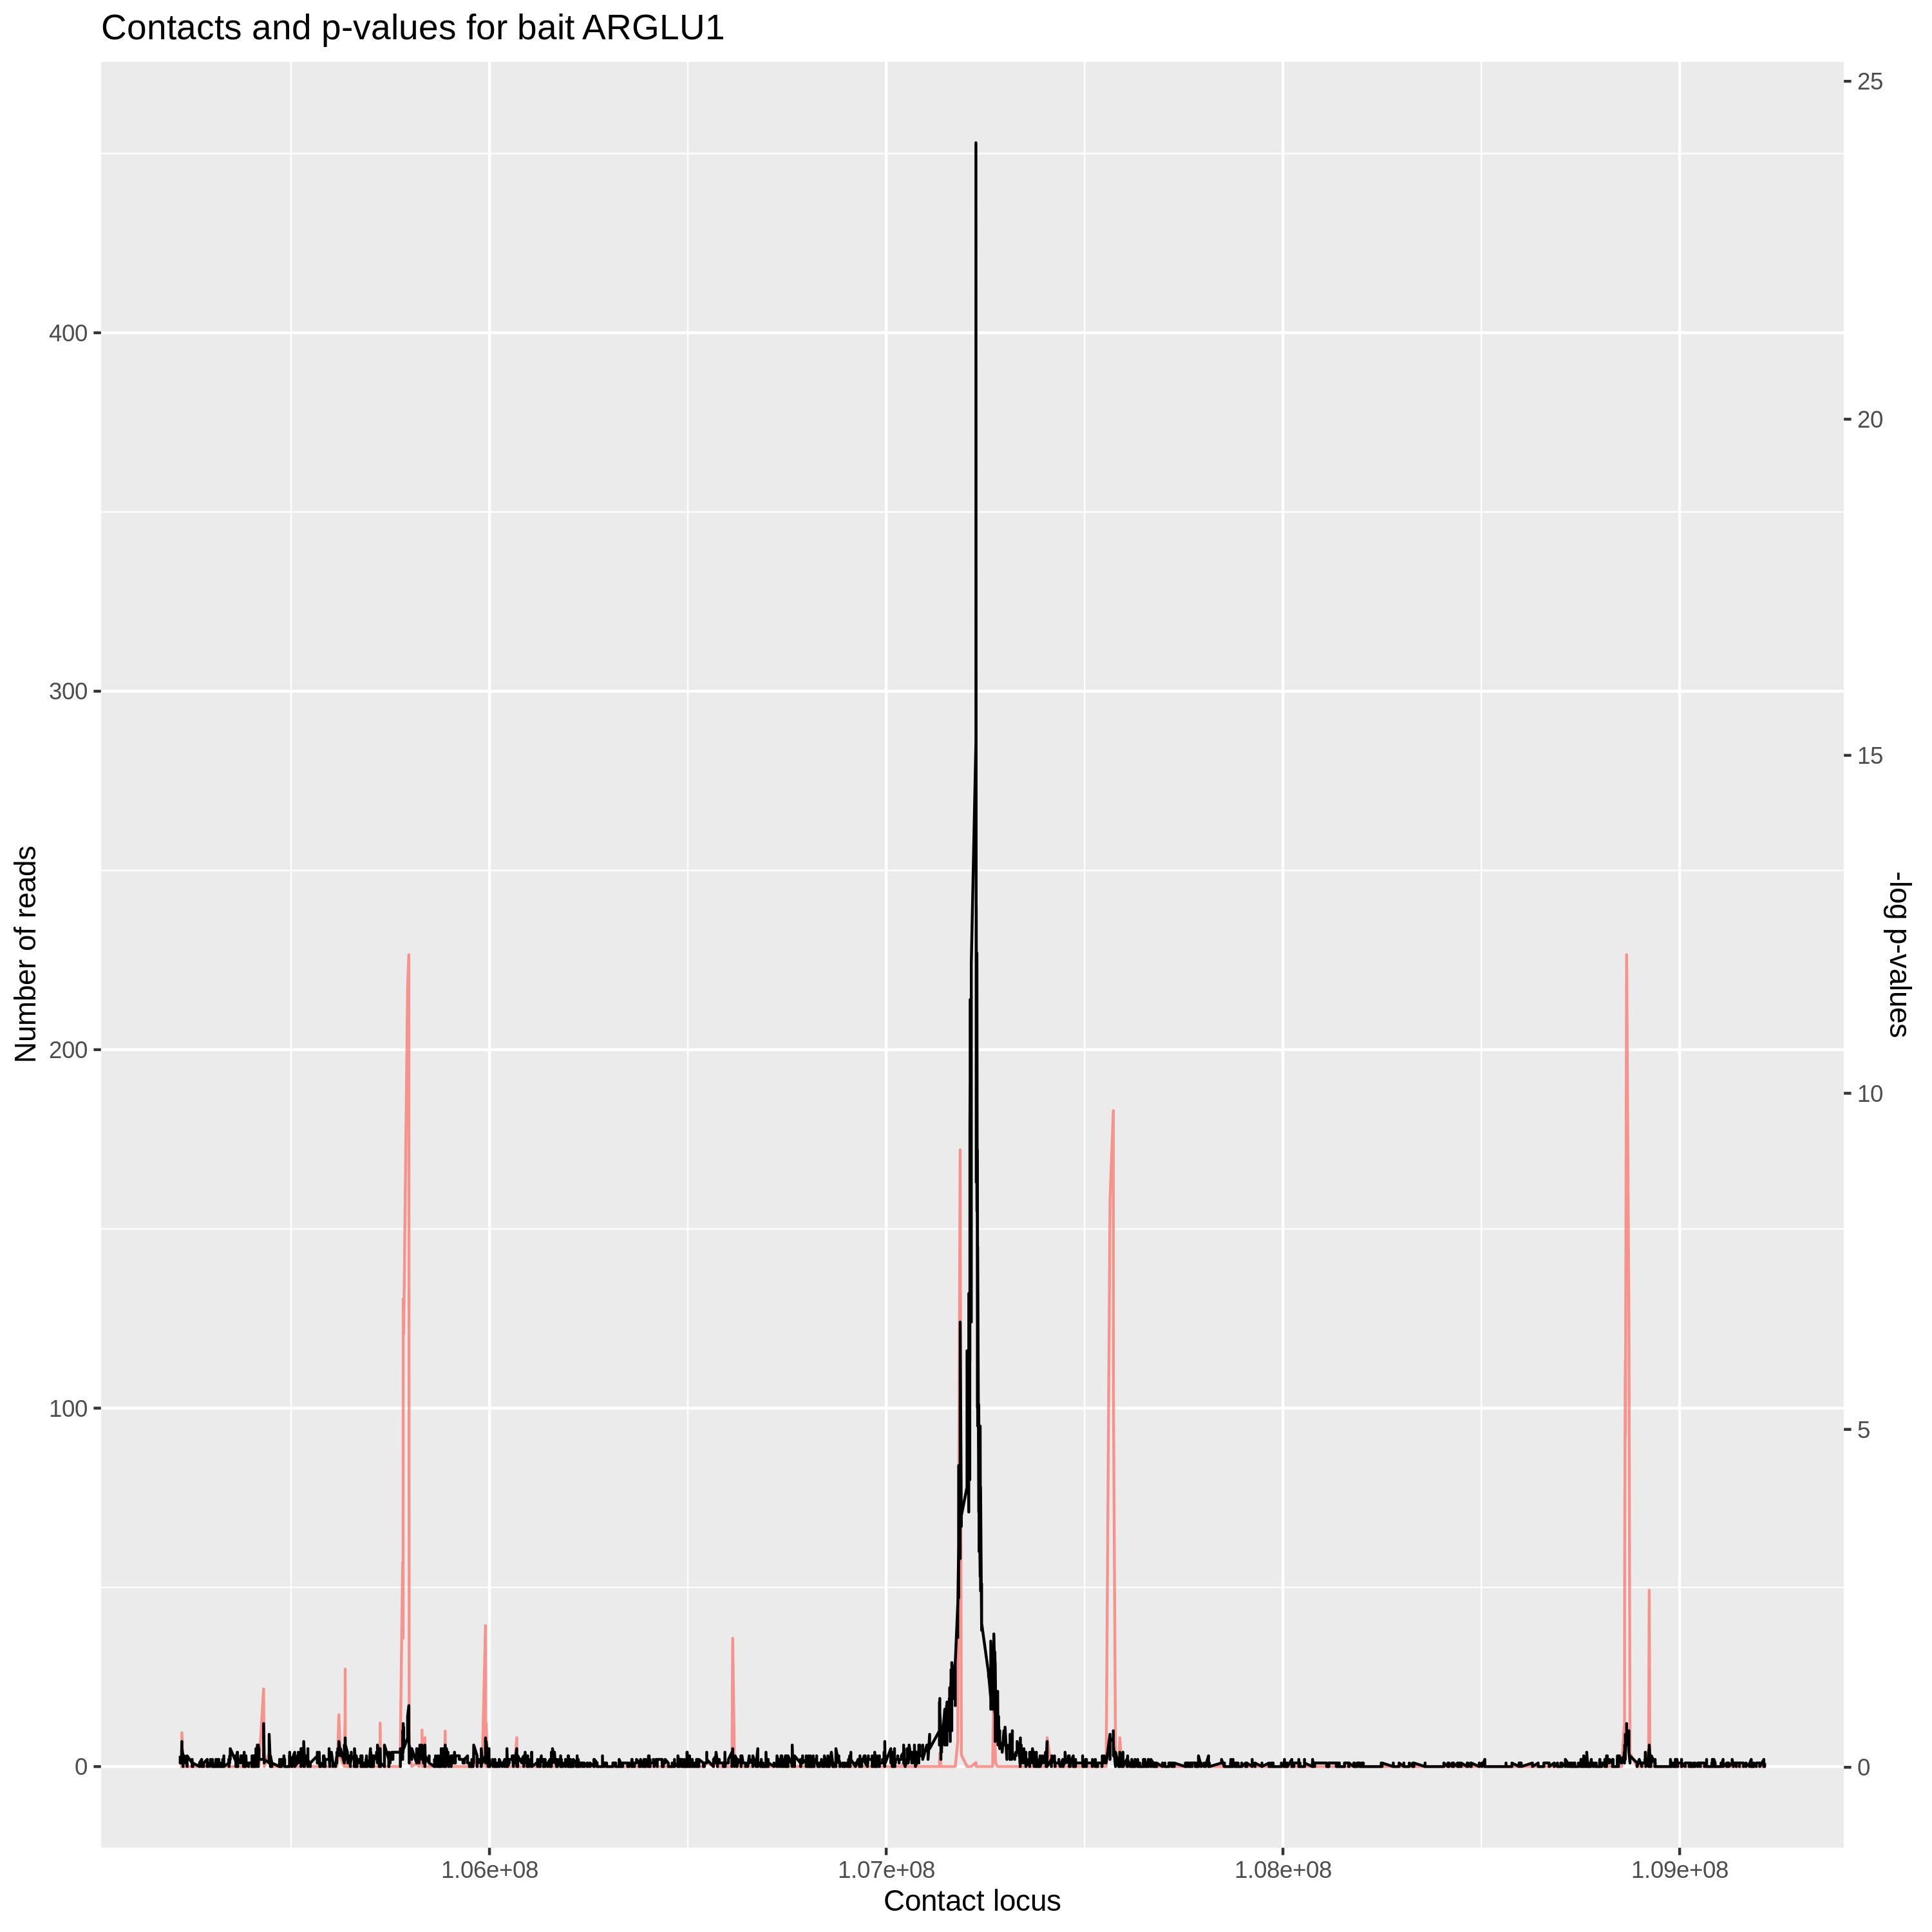 Contacts and p-values for bait ARGLU1
25
20
15
10
5
0
400
300
200
100
0
Number of reads
-log p-values
1.06e+08
1.07e+08
1.08e+08
1.09e+08
Contact locus